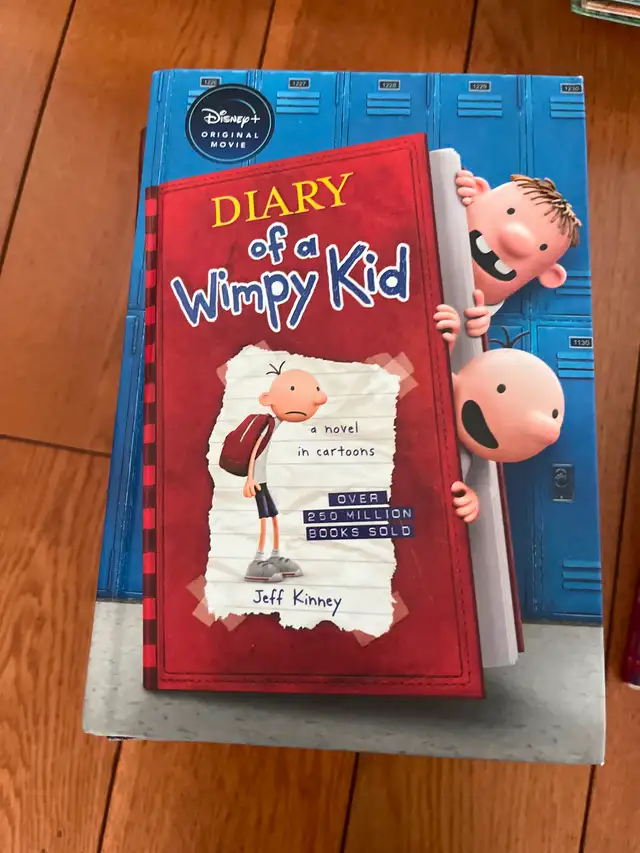 1226
1227
1228
1229
1230
Disney+
ORIGINAL
MOVIE
DIARY
of a
Wimpy Kid
1130
a novel
in cartoons
OVER
250 MILLION
BOOKS SOLD
Jeff Kinney